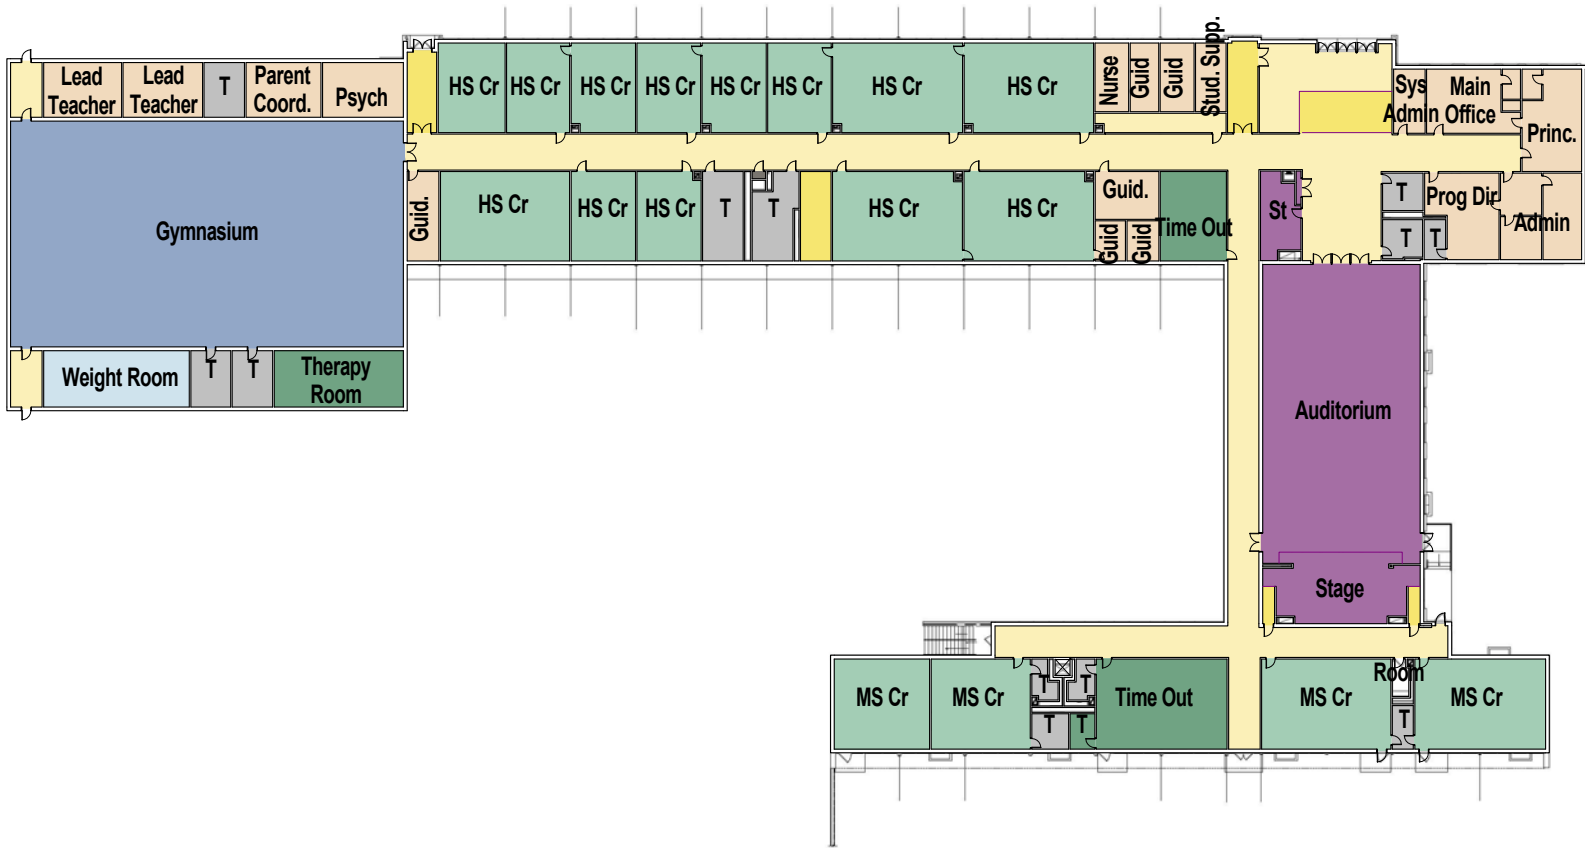 Lead
Teacher
Lead
Teacher
T
Parent
Coord.
Psych
HS Cr
HS Cr
HS Cr
HS Cr
HS Cr
HS Cr
HS Cr
HS Cr
Nurse
Guid
Guid
Stud. Supp.
Sys
Admin
Main
Office
Princ.
Gymnasium
Guid.
HS Cr
HS Cr
HS Cr
T
T
HS Cr
HS Cr
Guid.
Guid
Guid
Time Out
St
T
T
T
Prog Dir
Admin
Weight Room
T
T
Therapy
Room
Auditorium
Stage
MS Cr
MS Cr
T
T
T
T
Time Out
MS Cr
Room
T
MS Cr